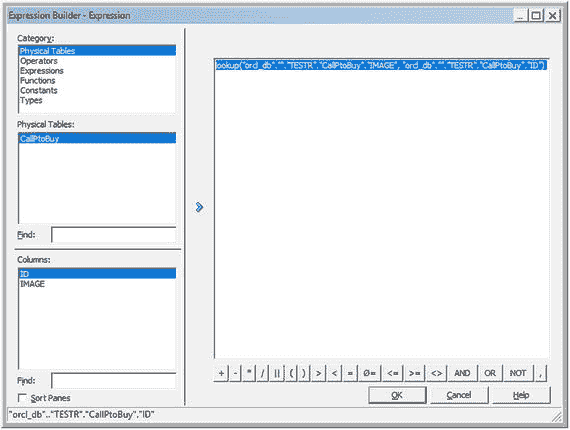 Expression Builder - Expression
Category:
Physical Tables
Operators
Expressions
Functions
Constants
Types
Physical Tables:
CallPtoBuy
Find:
Columns:
ID
IMAGE
Find:
Sort Panes
ookup("orcl_db".""."TESTR"."CallPtoBuy"."IMAGE", "orcl_db".""."TESTR"."CallPtoBuy"."ID")
+ - * / || ( ) > < = Ø= <= >= <> AND OR NOT ,
OK Cancel Help
"orcl_db".."TESTR"."CallPtoBuy"."ID"